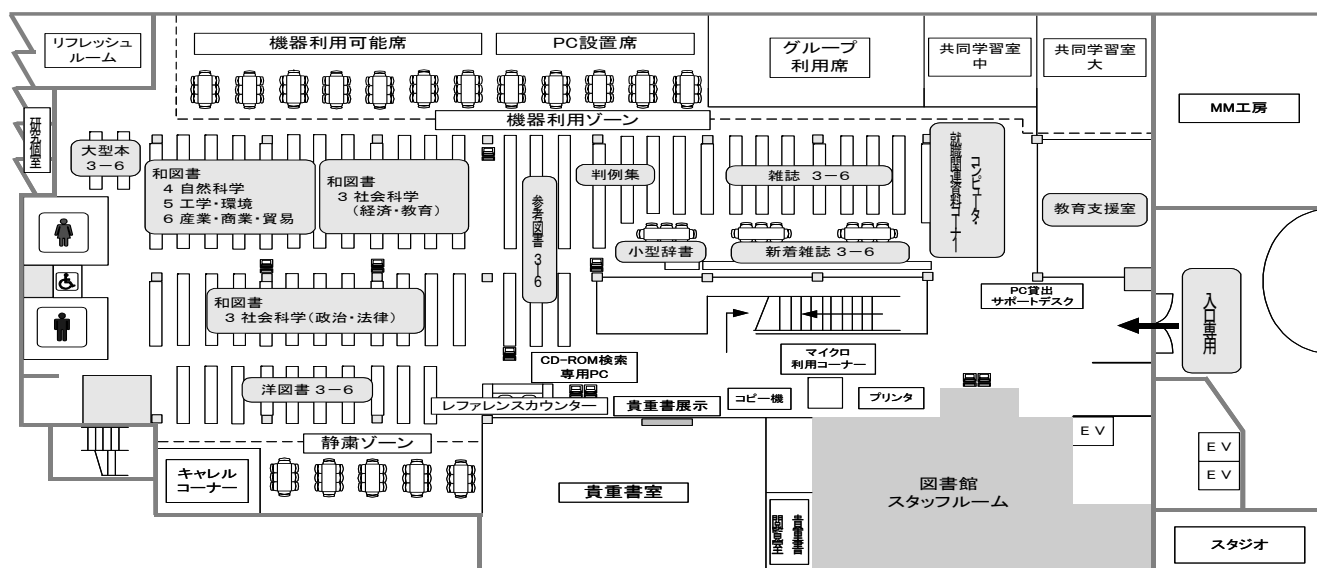 リフレッシュ
ルーム
機器利用可能席
PC設置席
グループ
利用席
共同学習室
中
共同学習室
大
MM工房
機器利用ゾーン
研究個室
大型本
3-6
和図書
4 自然科学
5 工学・環境
6 産業・商業・貿易
和図書
3 社会科学
(経済・教育)
参考図書 3-6
判例集
雑誌 3-6
コンピュータ・
就職関連資料コーナー
教育支援室
小型辞書
新着雑誌 3-6
和図書
3 社会科学(政治・法律)
PC貸出
サポートデスク
入口専用
CD-ROM検索
専用PC
マイクロ
利用コーナー
洋図書 3-6
レファレンスカウンター
貴重書展示
コピー機
プリンタ
静粛ゾーン
EV
EV
EV
キャレル
コーナー
貴重書室
貴重書
閲覧室
図書館
スタッフルーム
スタジオ